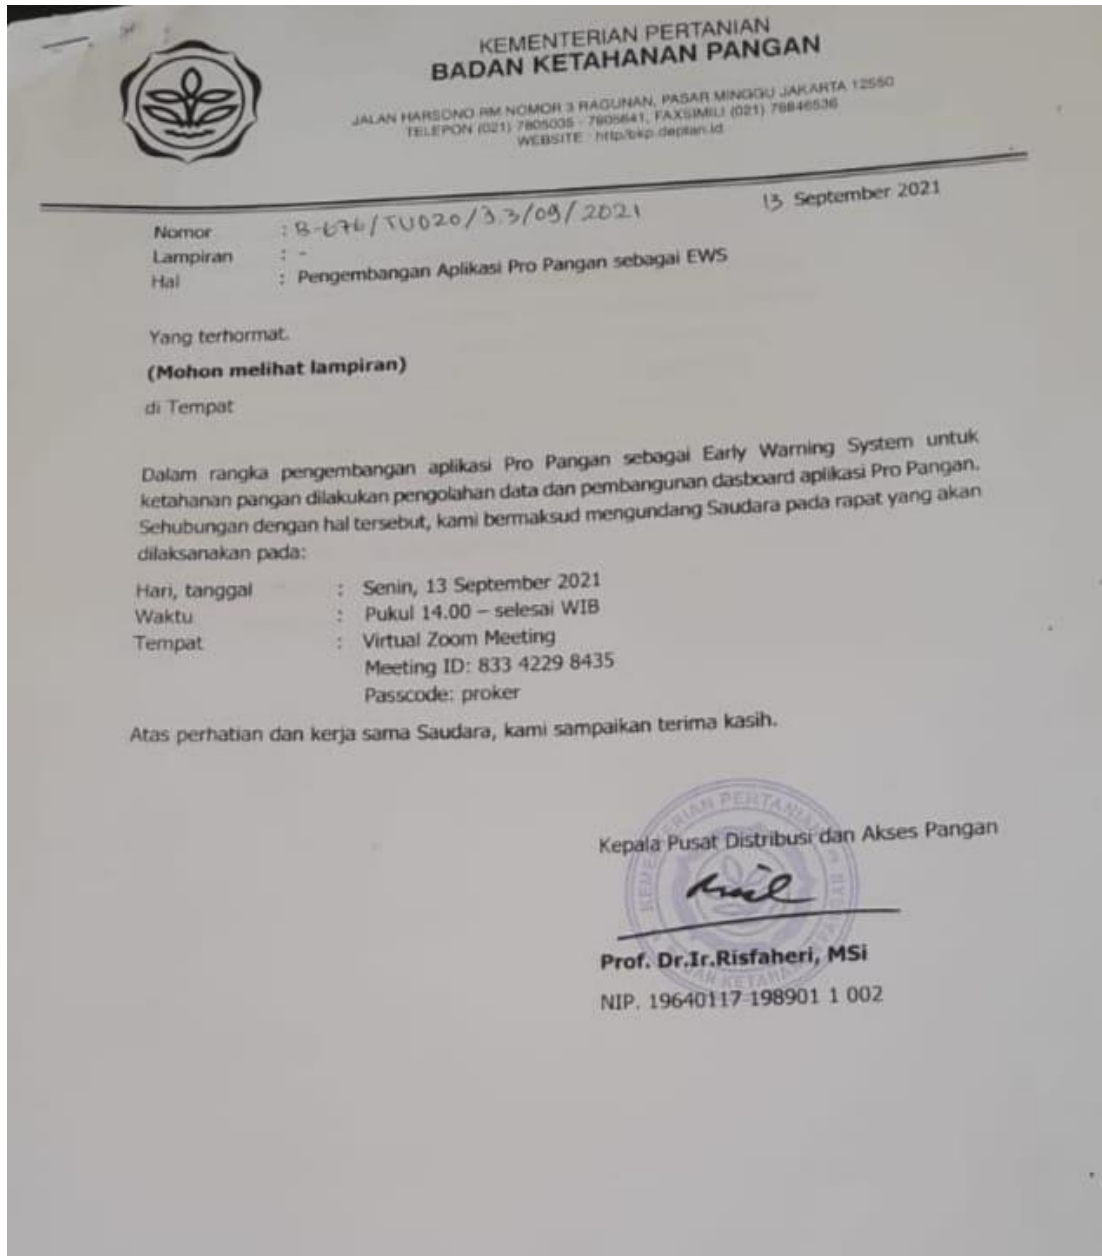 KEMENTERIAN PERTANIAN
BADAN KETAHANAN PANGAN
JALAN HARSONO RM NOMOR 3 RAGUNAN, PASAR MINGGU JAKARTA 12550
TELEPON (021) 7805035 - 7805641, FAXSIMILI (021) 78846536
WEBSITE : http/bkp.deptan.id
13 September 2021
Nomor : B-676/TU020/J.3/09/2021
Lampiran : -
Hal : Pengembangan Aplikasi Pro Pangan sebagai EWS
Yang terhormat.
(Mohon melihat lampiran)
di Tempat
Dalam rangka pengembangan aplikasi Pro Pangan sebagai Early Warning System untuk
ketahanan pangan dilakukan pengolahan data dan pembangunan dasboard aplikasi Pro Pangan.
Sehubungan dengan hal tersebut, kami bermaksud mengundang Saudara pada rapat yang akan
dilaksanakan pada:
Hari, tanggal : Senin, 13 September 2021
Waktu : Pukul 14.00 – selesai WIB
Tempat : Virtual Zoom Meeting
Meeting ID: 833 4229 8435
Passcode: proker
Atas perhatian dan kerja sama Saudara, kami sampaikan terima kasih.
Kepala Pusat Distribusi dan Akses Pangan
Prof. Dr.Ir.Risfaheri, MSi
NIP. 19640117 198901 1 002